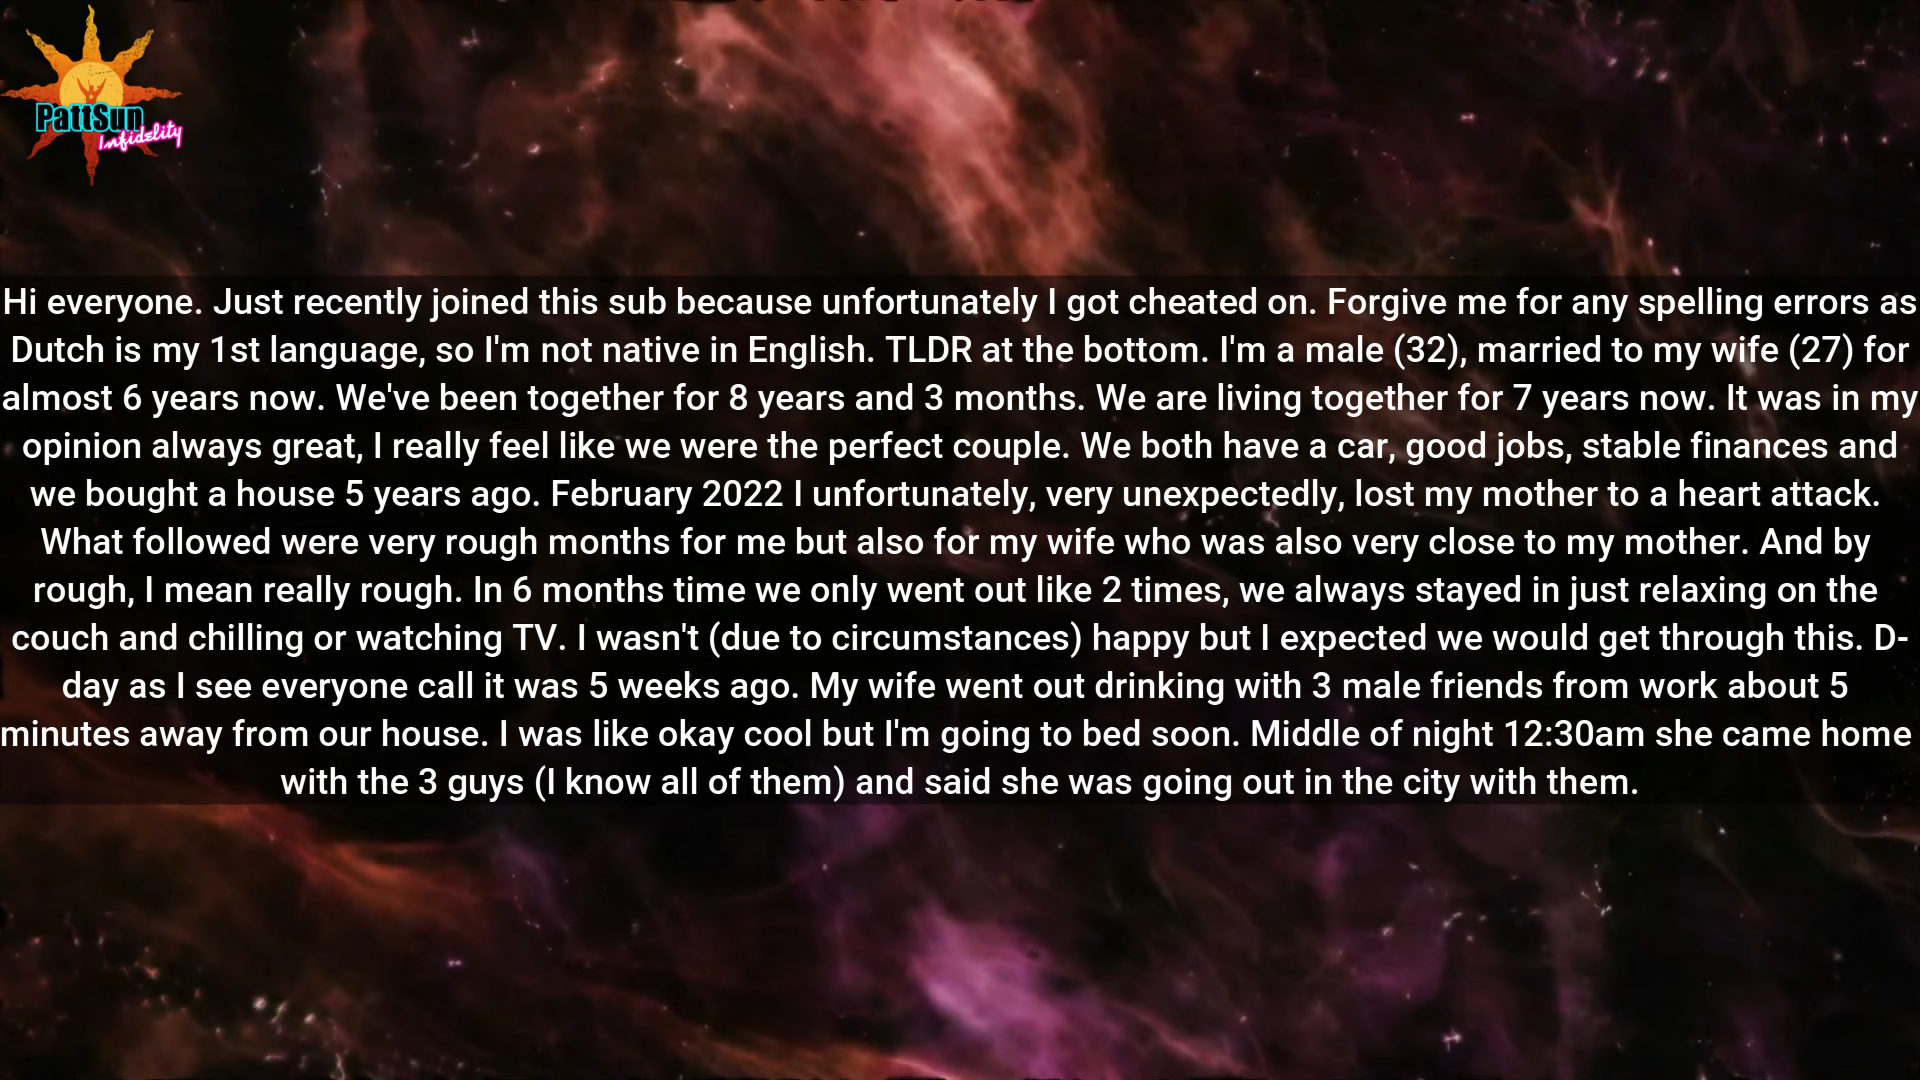 PattSun
Infidelity
Hi everyone. Just recently joined this sub because unfortunately I got cheated on. Forgive me for any spelling errors as
Dutch is my 1st language, so I'm not native in English. TLDR at the bottom. I'm a male (32), married to my wife (27) for
almost 6 years now. We've been together for 8 years and 3 months. We are living together for 7 years now. It was in my
opinion always great, I really feel like we were the perfect couple. We both have a car, good jobs, stable finances and
we bought a house 5 years ago. February 2022 I unfortunately, very unexpectedly, lost my mother to a heart attack.
What followed were very rough months for me but also for my wife who was also very close to my mother. And by
rough, I mean really rough. In 6 months time we only went out like 2 times, we always stayed in just relaxing on the
couch and chilling or watching TV. I wasn't (due to circumstances) happy but I expected we would get through this. D-
day as I see everyone call it was 5 weeks ago. My wife went out drinking with 3 male friends from work about 5
minutes away from our house. I was like okay cool but I'm going to bed soon. Middle of night 12:30am she came home
with the 3 guys (I know all of them) and said she was going out in the city with them.